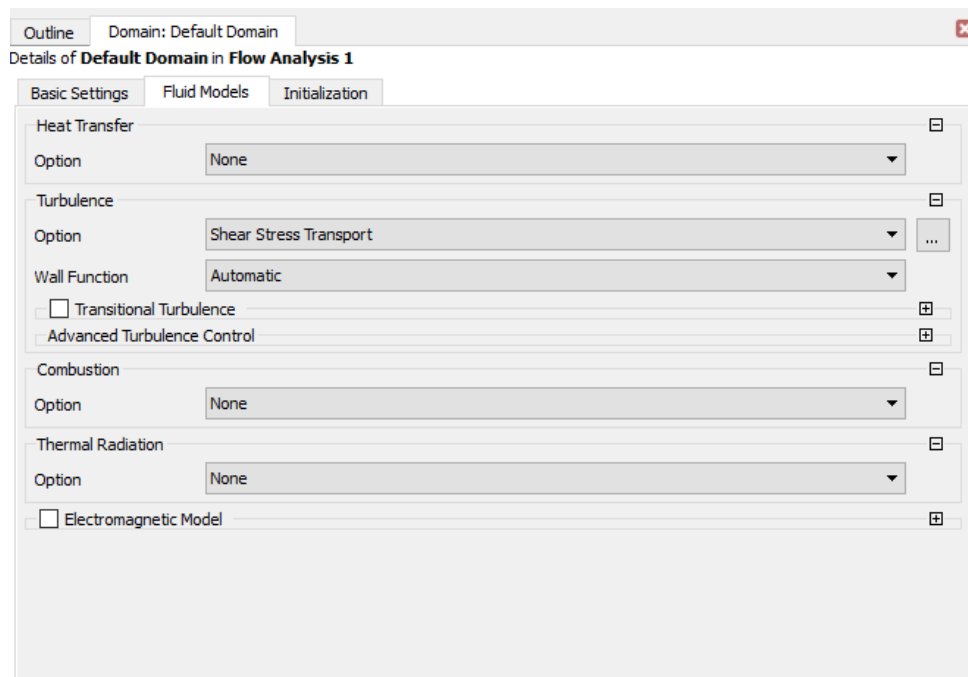 Outline Domain: Default Domain
Details of Default Domain in Flow Analysis 1
Basic Settings Fluid Models Initialization
Heat Transfer
Option None
Turbulence
Option Shear Stress Transport ...
Wall Function Automatic
Transitional Turbulence
Advanced Turbulence Control
Combustion
Option None
Thermal Radiation
Option None
Electromagnetic Model